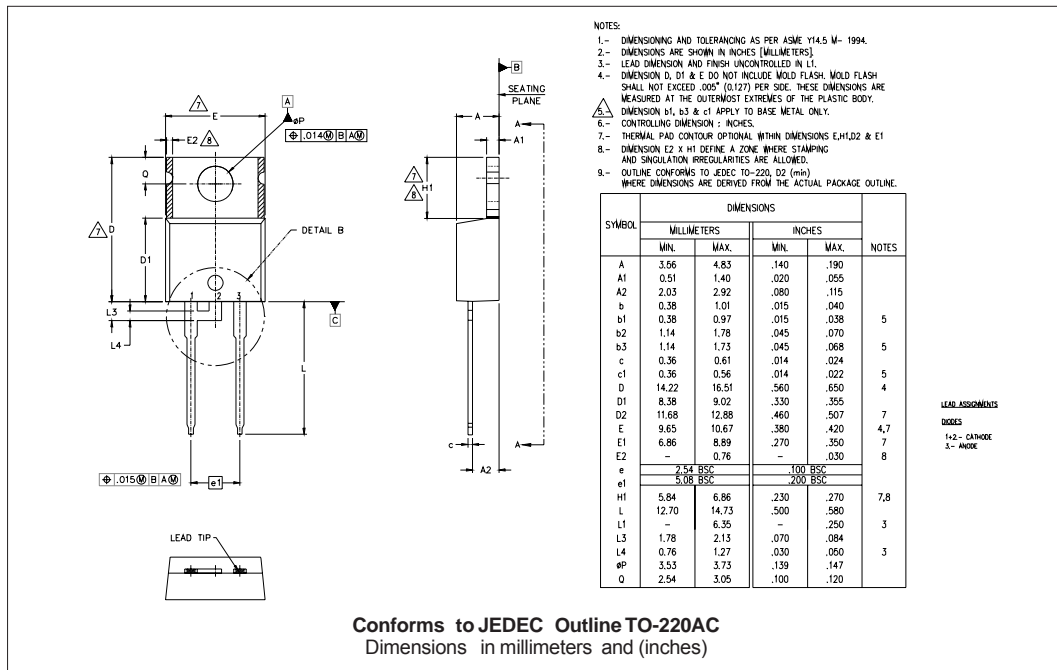 NOTES:
1.- DIMENSIONING AND TOLERANCING AS PER ASME Y14.5 M- 1994.
2.- DIMENSIONS ARE SHOWN IN INCHES [MILLIMETERS].
3.- LEAD DIMENSION AND FINISH UNCONTROLLED IN L1.
4.- DIMENSION D, D1 & E DO NOT INCLUDE MOLD FLASH. MOLD FLASH
SHALL NOT EXCEED .005" (0.127) PER SIDE. THESE DIMENSIONS ARE
MEASURED AT THE OUTERMOST EXTREMES OF THE PLASTIC BODY.
5.- DIMENSION b1, b3 & c1 APPLY TO BASE METAL ONLY.
6.- CONTROLLING DIMENSION : INCHES.
7.- THERMAL PAD CONTOUR OPTIONAL WITHIN DIMENSIONS E,H1,D2 & E1
8.- DIMENSION E2 X H1 DEFINE A ZONE WHERE STAMPING
AND SINGULATION IRREGULARITIES ARE ALLOWED.
9.- OUTLINE CONFORMS TO JEDEC TO-220, D2 (min)
WHERE DIMENSIONS ARE DERIVED FROM THE ACTUAL PACKAGE OUTLINE.
7
E
A
øP
⌖ .014Ⓜ B AⓂ
E2 8
Q
7 D
D1
DETAIL B
1 2 3
L3
L4
C
L
⌖ .015Ⓜ B AⓂ
e1
LEAD TIP
B
SEATING
PLANE
A
A
A1
7
8
H1
c
A
A2
SYMBOL DIMENSIONS NOTES
MILLIMETERS INCHES
MIN. MAX. MIN. MAX.
A 3.56 4.83 .140 .190
A1 0.51 1.40 .020 .055
A2 2.03 2.92 .080 .115
b 0.38 1.01 .015 .040
b1 0.38 0.97 .015 .038 5
b2 1.14 1.78 .045 .070
b3 1.14 1.73 .045 .068 5
c 0.36 0.61 .014 .024
c1 0.36 0.56 .014 .022 5
D 14.22 16.51 .560 .650 4
D1 8.38 9.02 .330 .355
D2 11.68 12.88 .460 .507 7
E 9.65 10.67 .380 .420 4,7
E1 6.86 8.89 .270 .350 7
E2 – 0.76 – .030 8
e 2.54 BSC .100 BSC
e1 5.08 BSC .200 BSC
H1 5.84 6.86 .230 .270 7,8
L 12.70 14.73 .500 .580
L1 – 6.35 – .250 3
L3 1.78 2.13 .070 .084
L4 0.76 1.27 .030 .050 3
øP 3.53 3.73 .139 .147
Q 2.54 3.05 .100 .120
LEAD ASSIGNMENTS
DIODES
1+2.- CATHODE
3.- ANODE
Conforms to JEDEC Outline TO-220AC
Dimensions in millimeters and (inches)